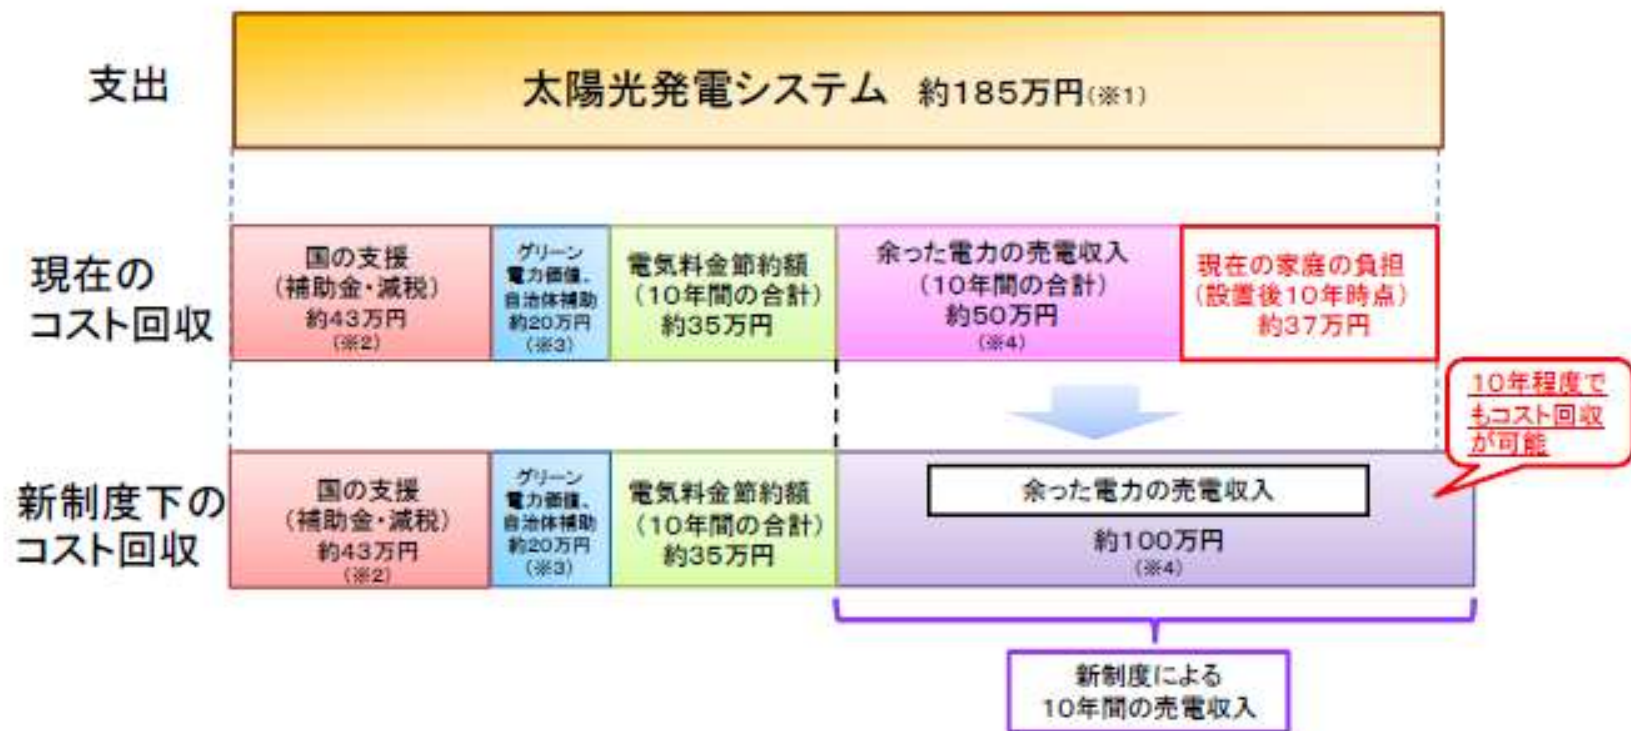 支出
太陽光発電システム 約185万円(※1)
現在の
コスト回収
国の支援
(補助金・減税)
約43万円
(※2)
グリーン
電力価値、
自治体補助
約20万円
(※3)
電気料金節約額
(10年間の合計)
約35万円
余った電力の売電収入
(10年間の合計)
約50万円
(※4)
現在の家庭の負担
(設置後10年時点)
約37万円
10年程度で
もコスト回収
が可能
新制度下の
コスト回収
国の支援
(補助金・減税)
約43万円
(※2)
グリーン
電力価値、
自治体補助
約20万円
(※3)
電気料金節約額
(10年間の合計)
約35万円
余った電力の売電収入
約100万円
(※4)
新制度による
10年間の売電収入